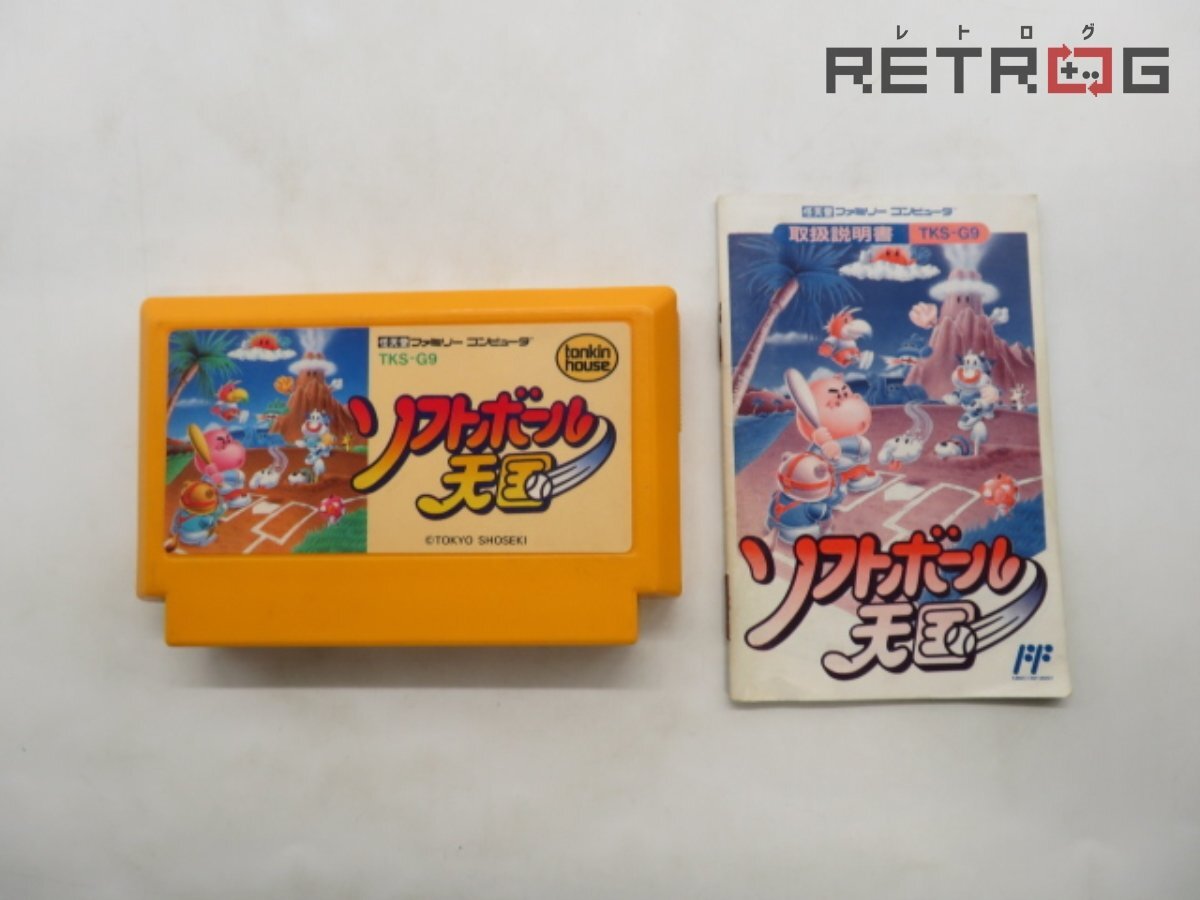 レトログ
RETROG
任天堂 ファミリー コンピュータ
TKS-G9
tonkin
house
ソフトボール
天国
©TOKYO SHOSEKI
任天堂 ファミリー コンピュータ
取扱説明書 TKS-G9
ソフトボール
天国
FF